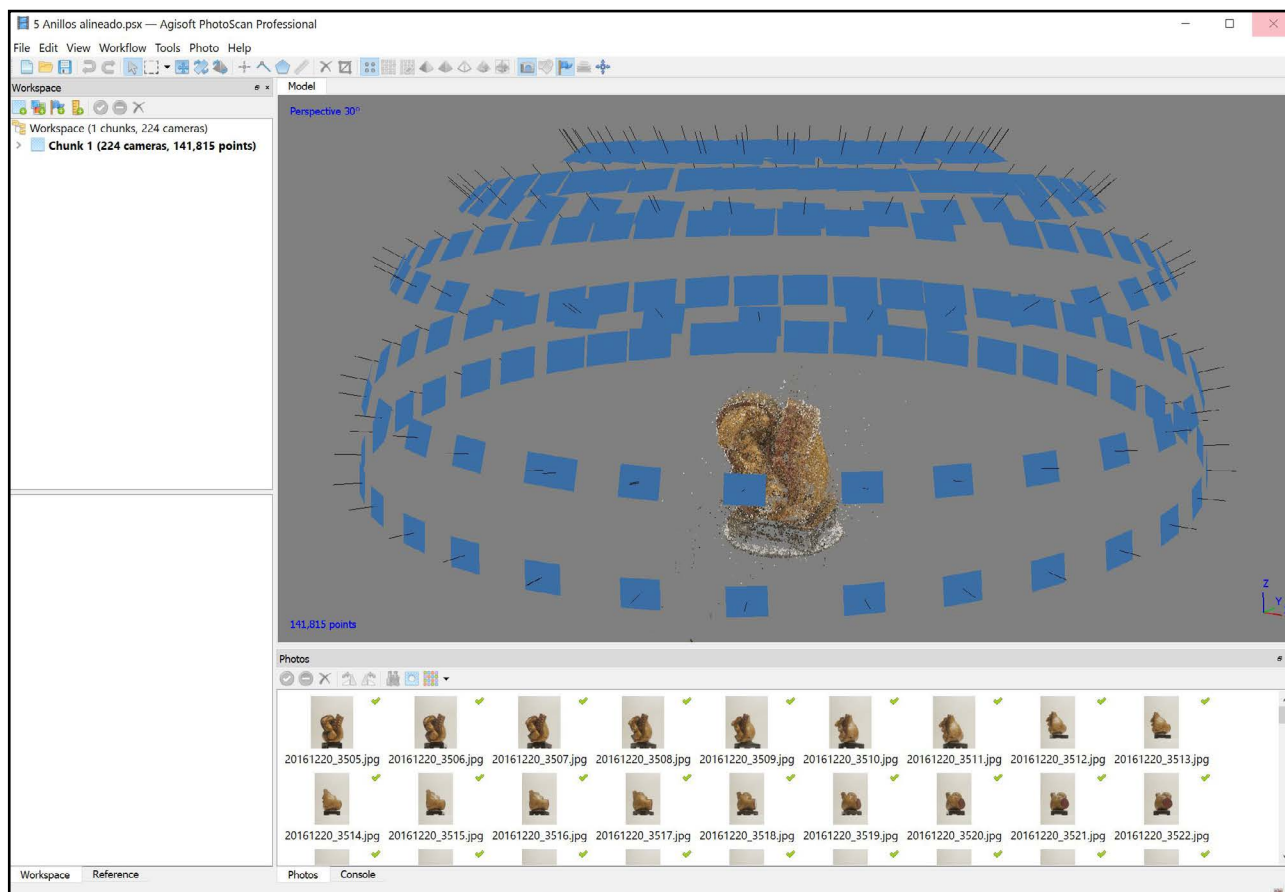 5 Anillos alineado.psx — Agisoft PhotoScan Professional
File Edit View Workflow Tools Photo Help
Workspace
Model
Perspective 30°
Workspace (1 chunks, 224 cameras)
Chunk 1 (224 cameras, 141,815 points)
Z
Y
141,815 points
Photos
20161220_3505.jpg 20161220_3506.jpg 20161220_3507.jpg 20161220_3508.jpg 20161220_3509.jpg 20161220_3510.jpg 20161220_3511.jpg 20161220_3512.jpg 20161220_3513.jpg
20161220_3514.jpg 20161220_3515.jpg 20161220_3516.jpg 20161220_3517.jpg 20161220_3518.jpg 20161220_3519.jpg 20161220_3520.jpg 20161220_3521.jpg 20161220_3522.jpg
Workspace Reference
Photos Console